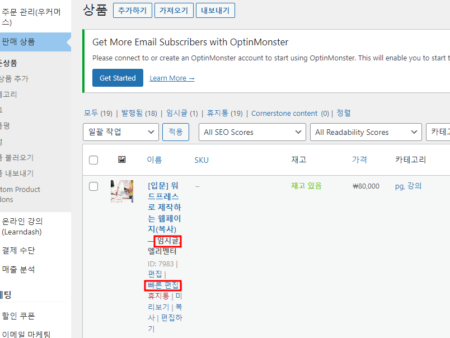 주문 관리(우커머
스)
판매 상품
상품 추가
불러오기
내보내기
tom Product
온라인 강의
(Learndash)
결제 수단
매출 분석
할인 쿠폰
이메일 마케팅
상품
추가하기
가져오기
내보내기
Get More Email Subscribers with OptinMonster
Please connect to or create an OptinMonster account to start using OptinMonster. This will enable you to start
Get Started
Learn More →
모두 (19) | 발행됨 (18) | 임시글 (1) | 휴지통 (19) | Cornerstone content (0) | 정렬
일괄 작업
적용
All SEO Scores
All Readability Scores
이름
SKU
재고
가격
카테고리
[입문] 워
드프레스
로 제작하
는 웹페이
지(복사)
— 임시글,
엘리멘터
ID: 7983 |
편집 |
빠른 편집
휴지통 | 미
리보기 | 복
사 | 편집하
기
–
재고 있음
₩80,000
pg, 강의